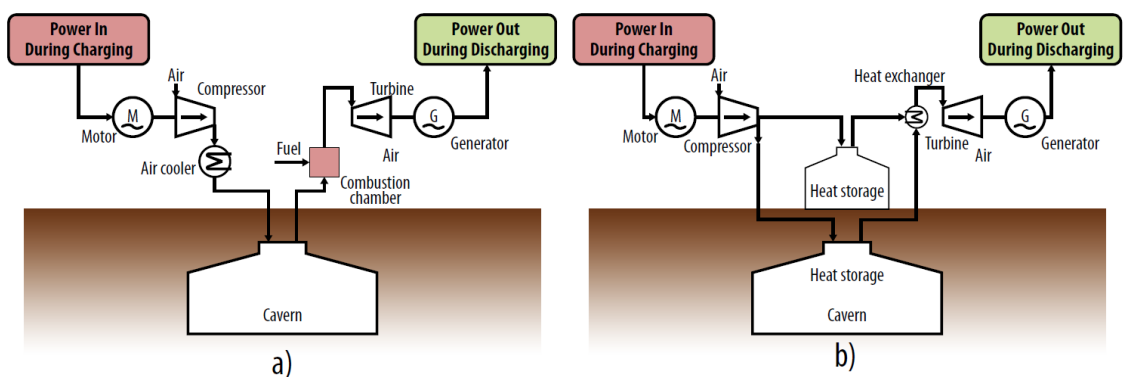 Power In
During Charging
Power Out
During Discharging
Air
Compressor
Turbine
M
G
Motor
Air
Generator
Fuel
Air cooler
Combustion
chamber
Cavern
a)
Power In
During Charging
Power Out
During Discharging
Air
Heat exchanger
M
G
Motor
Compressor
Turbine
Air
Generator
Heat storage
Heat storage
Cavern
b)